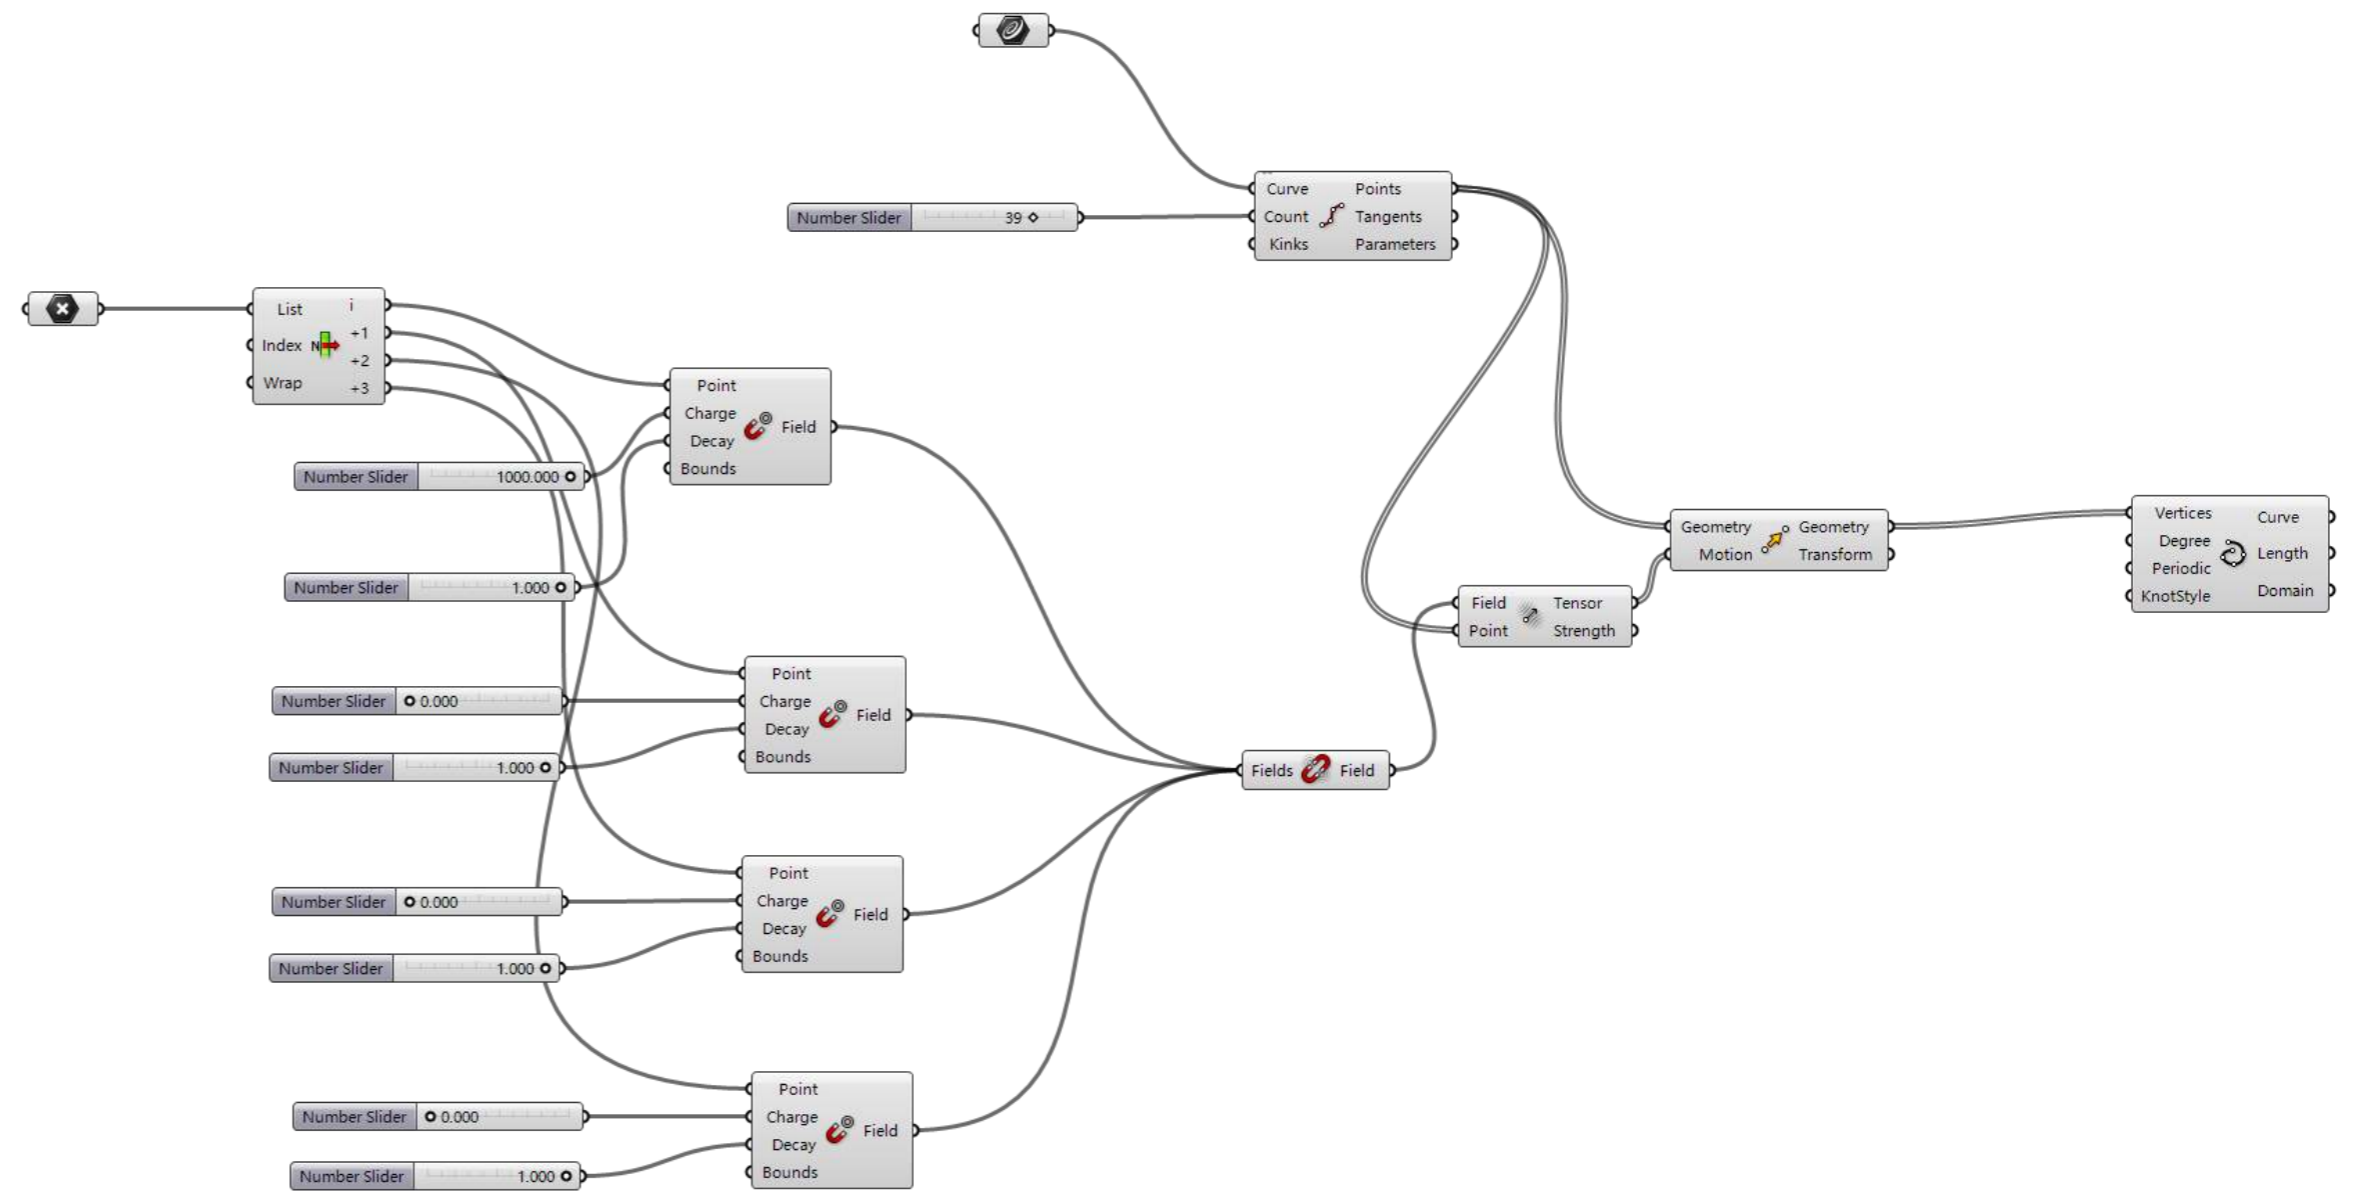 Curve Points
Number Slider 39 Count Tangents
Kinks Parameters
List i
+1
Index N +2
Wrap +3
Point
Charge Field
Decay
Bounds
Number Slider 1000.000
Number Slider 1.000
Geometry Geometry
Motion Transform
Vertices Curve
Degree
Length
Periodic
KnotStyle Domain
Field Tensor
Point Strength
Point
Number Slider 0.000 Charge Field
Decay
Number Slider 1.000 Bounds
Fields Field
Point
Number Slider 0.000 Charge Field
Decay
Number Slider 1.000 Bounds
Point
Number Slider 0.000 Charge Field
Decay
Number Slider 1.000 Bounds